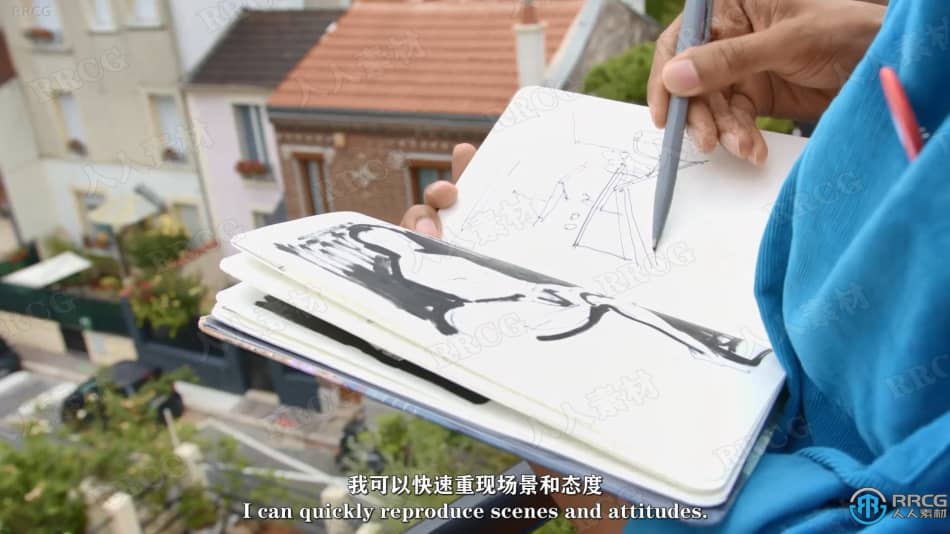 RRCG
我可以快速重现场景和态度
I can quickly reproduce scenes and attitudes.
RRCG
人人素材